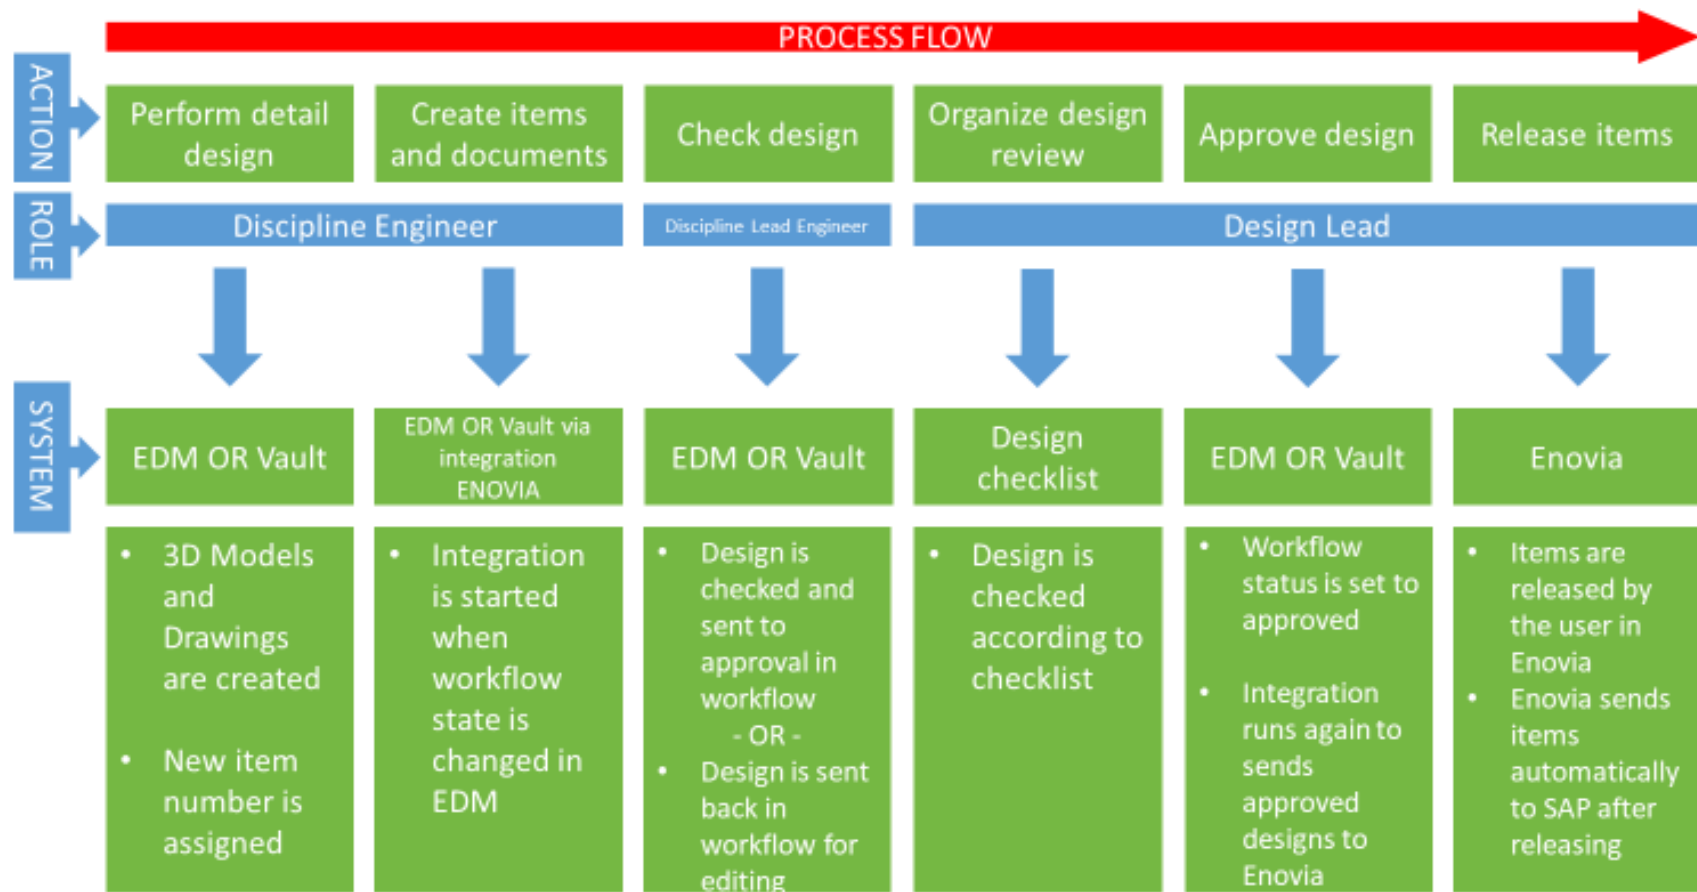 PROCESS FLOW
ACTION
Perform detail
design
Create items
and documents
Check design
Organize design
review
Approve design
Release items
ROLE
Discipline Engineer
Discipline Lead Engineer
Design Lead
SYSTEM
EDM OR Vault
EDM OR Vault via
integration
ENOVIA
EDM OR Vault
Design
checklist
EDM OR Vault
Enovia
• 3D Models
and
Drawings
are created
• New item
number is
assigned
• Integration
is started
when
workflow
state is
changed in
EDM
• Design is
checked and
sent to
approval in
workflow
- OR -
• Design is sent
back in
workflow for
editing
• Design is
checked
according to
checklist
• Workflow
status is set to
approved
• Integration
runs again to
sends
approved
designs to
Enovia
• Items are
released by
the user in
Enovia
• Enovia sends
items
automatically
to SAP after
releasing